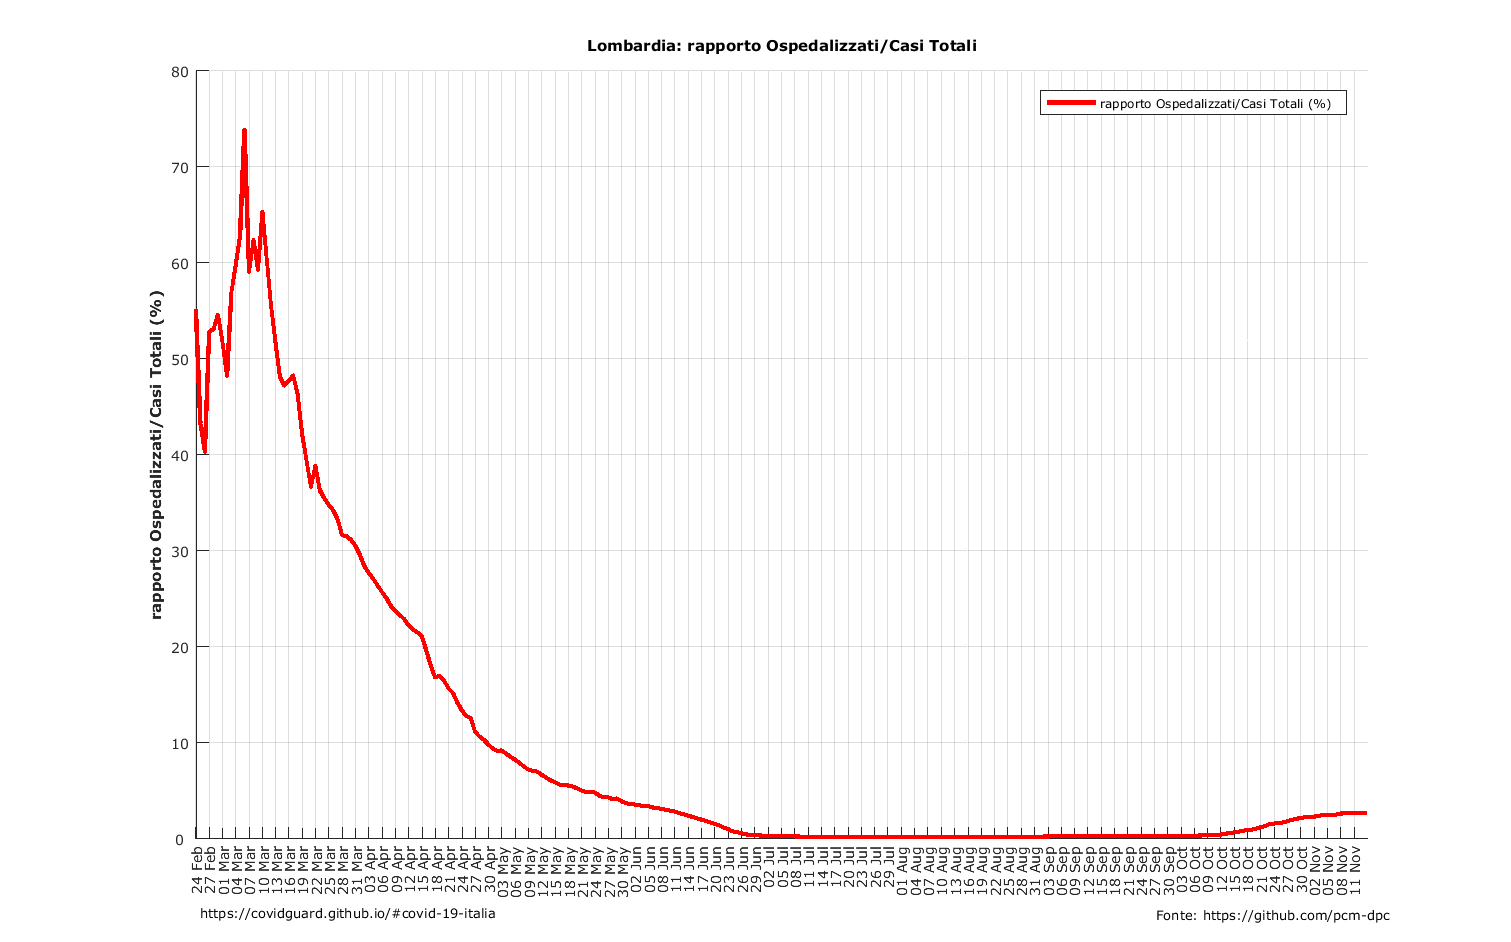 Lombardia: rapporto Ospedalizzati/Casi Totali
rapporto Ospedalizzati/Casi Totali (%)
rapporto Ospedalizzati/Casi Totali (%)
80
70
60
50
40
30
20
10
0
24 Feb
27 Feb
01 Mar
04 Mar
07 Mar
10 Mar
13 Mar
16 Mar
19 Mar
22 Mar
25 Mar
28 Mar
31 Mar
03 Apr
06 Apr
09 Apr
12 Apr
15 Apr
18 Apr
21 Apr
24 Apr
27 Apr
30 Apr
03 May
06 May
09 May
12 May
15 May
18 May
21 May
24 May
27 May
30 May
02 Jun
05 Jun
08 Jun
11 Jun
14 Jun
17 Jun
20 Jun
23 Jun
26 Jun
29 Jun
02 Jul
05 Jul
08 Jul
11 Jul
14 Jul
17 Jul
20 Jul
23 Jul
26 Jul
29 Jul
01 Aug
04 Aug
07 Aug
10 Aug
13 Aug
16 Aug
19 Aug
22 Aug
25 Aug
28 Aug
31 Aug
03 Sep
06 Sep
09 Sep
12 Sep
15 Sep
18 Sep
21 Sep
24 Sep
27 Sep
30 Sep
03 Oct
06 Oct
09 Oct
12 Oct
15 Oct
18 Oct
21 Oct
24 Oct
27 Oct
30 Oct
02 Nov
05 Nov
08 Nov
11 Nov
https://covidguard.github.io/#covid-19-italia
Fonte: https://github.com/pcm-dpc